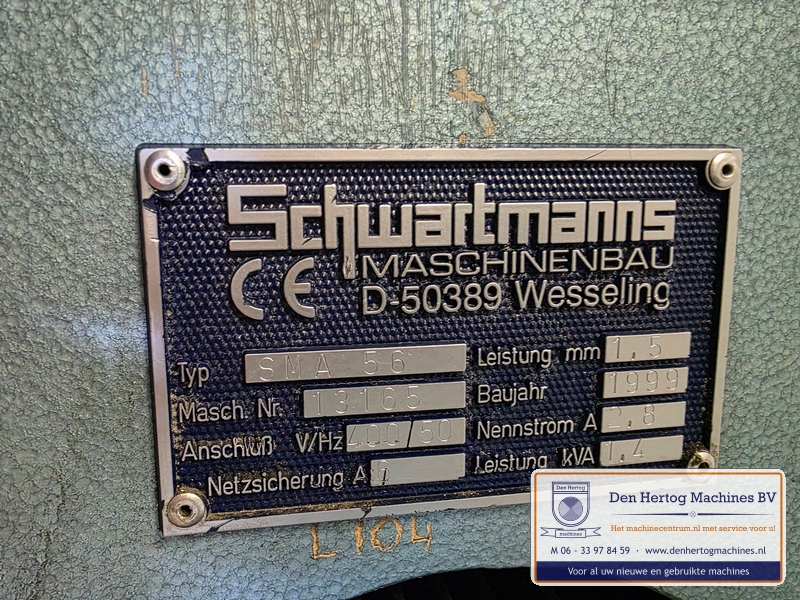 Schwartmanns
MASCHINENBAU
CE
D-50389 Wesseling
Typ SMA 56
Leistung mm 1,5
Masch. Nr. 13165
Baujahr 1999
Anschluß V/Hz 400/50
Nennstrom A 2,8
Netzsicherung A
Leistung kVA 1,4
L104
Den Hertog
machines
Den Hertog Machines BV
Het machinecentrum.nl met service voor u!
M 06 - 33 97 84 59 · www.denhertogmachines.nl
Voor al uw nieuwe en gebruikte machines